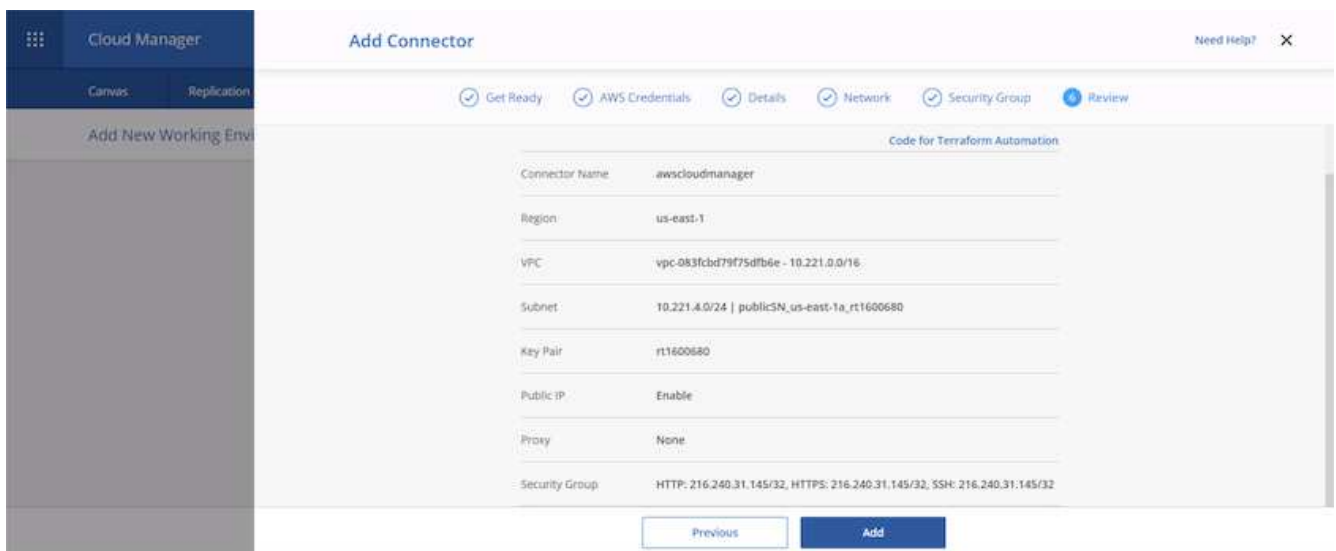 Cloud Manager
Add Connector
Need Help?
Canvas
Replication
Get Ready
AWS Credentials
Details
Network
Security Group
6 Review
Add New Working Envi
Code for Terraform Automation
Connector Name awscloudmanager
Region us-east-1
VPC vpc-083fcbd79f75dfb6e - 10.221.0.0/16
Subnet 10.221.4.0/24 | publicSN_us-east-1a_rt1600680
Key Pair rt1600680
Public IP Enable
Proxy None
Security Group HTTP: 216.240.31.145/32, HTTPS: 216.240.31.145/32, SSH: 216.240.31.145/32
Previous
Add